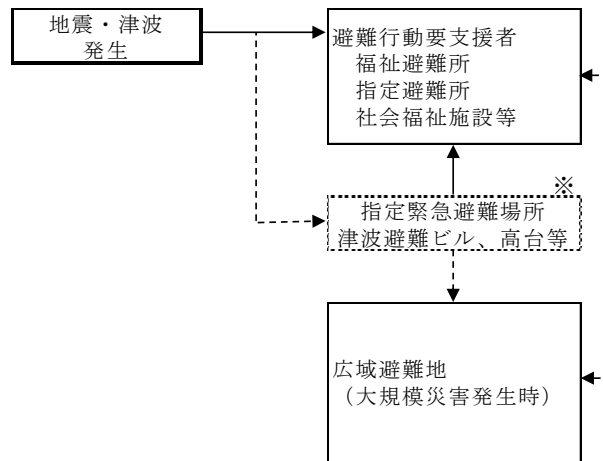 地震・津波
発生
避難行動要支援者
福祉避難所
指定避難所
社会福祉施設等
※
指定緊急避難場所
津波避難ビル、高台等
広域避難地
（大規模災害発生時）